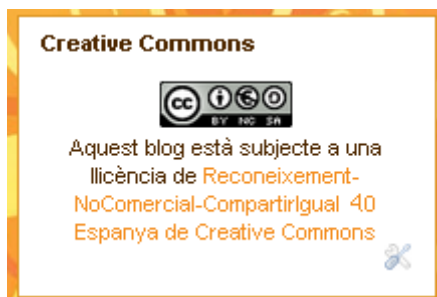 Creative Commons
cc
BY NC SA
Aquest blog està subjecte a una
llicència de Reconeixement-
NoComercial-CompartirIgual 4.0
Espanya de Creative Commons